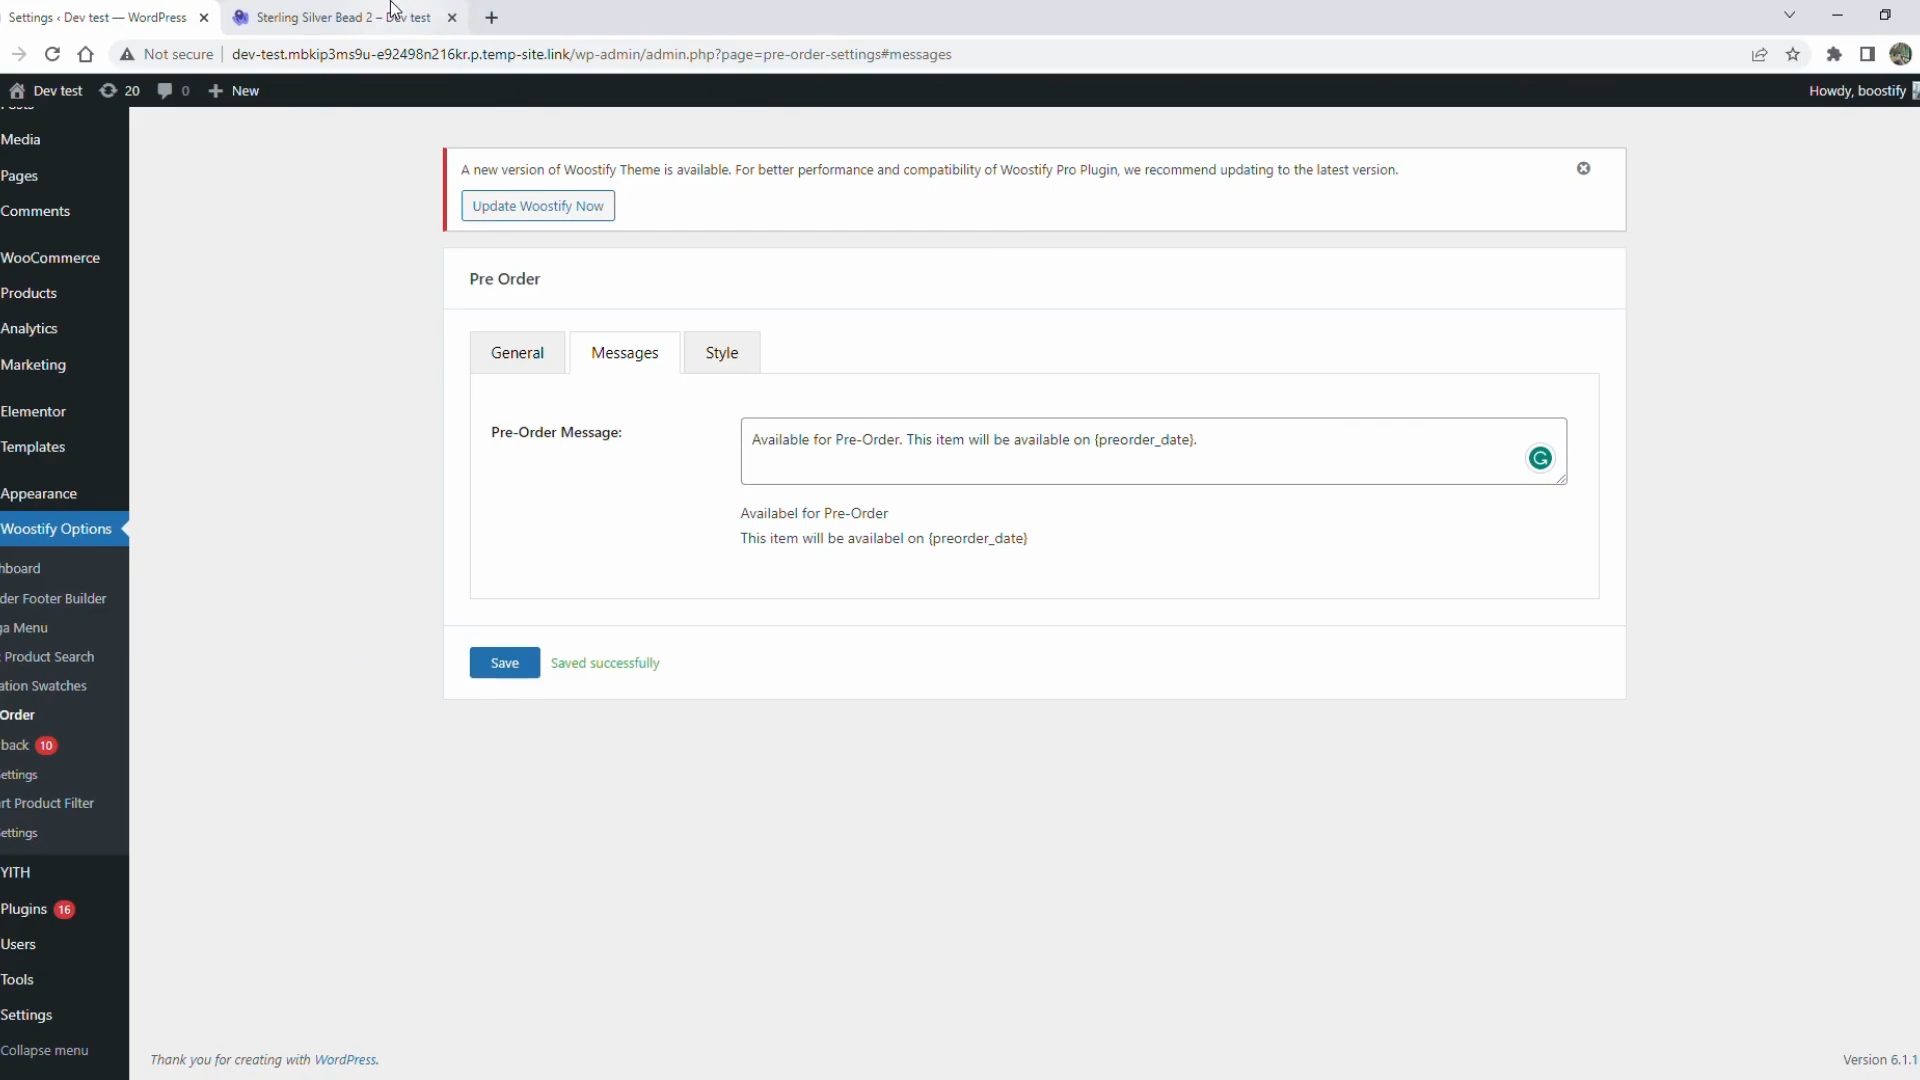 Settings ‹ Dev test — WordPress
Sterling Silver Bead 2 – Dev test
Not secure
dev-test.mbkip3ms9u-e92498n216kr.p.temp-site.link/wp-admin/admin.php?page=pre-order-settings#messages
Dev test
20
0
New
Howdy, boostify
Media
Pages
Comments
WooCommerce
Products
Analytics
Marketing
Elementor
Templates
Appearance
Woostify Options
hboard
der Footer Builder
ga Menu
t Product Search
ation Swatches
Order
back 10
ettings
rt Product Filter
ettings
YITH
Plugins 16
Users
Tools
Settings
Collapse menu
A new version of Woostify Theme is available. For better performance and compatibility of Woostify Pro Plugin, we recommend updating to the latest version.
Update Woostify Now
Pre Order
General
Messages
Style
Pre-Order Message:
Available for Pre-Order. This item will be available on {preorder_date}.
Availabel for Pre-Order
This item will be availabel on {preorder_date}
Save
Saved successfully
Thank you for creating with WordPress.
Version 6.1.1